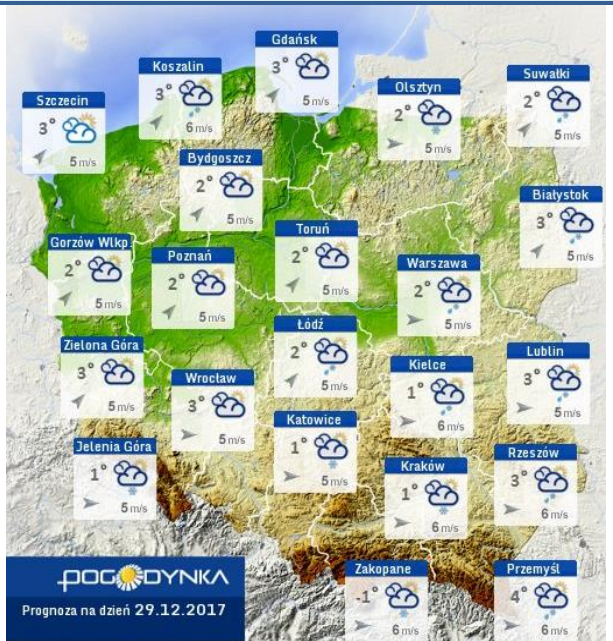 Gdańsk
3°
5 m/s
Koszalin
3°
6 m/s
Suwałki
2°
5 m/s
Olsztyn
2°
5 m/s
Szczecin
3°
5 m/s
Bydgoszcz
2°
5 m/s
Białystok
3°
5 m/s
Toruń
2°
5 m/s
Gorzów Wlkp.
2°
5 m/s
Poznań
2°
5 m/s
Warszawa
2°
5 m/s
Łódź
2°
5 m/s
Zielona Góra
3°
5 m/s
Lublin
3°
5 m/s
Kielce
1°
6 m/s
Wrocław
3°
5 m/s
Katowice
1°
5 m/s
Jelenia Góra
1°
5 m/s
Rzeszów
3°
6 m/s
Kraków
1°
6 m/s
Zakopane
-1°
6 m/s
Przemyśl
4°
6 m/s
POGODYNKA
Prognoza na dzień 29.12.2017